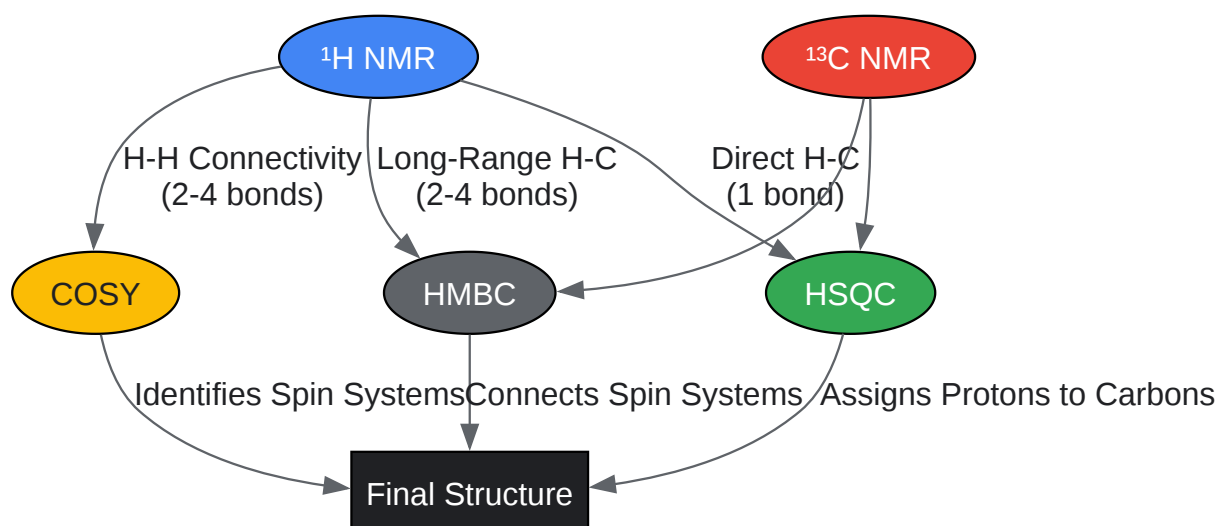 ¹H NMR
¹³C NMR
H-H Connectivity
(2-4 bonds)
Long-Range H-C
(2-4 bonds)
Direct H-C
(1 bond)
COSY
HMBC
HSQC
Identifies Spin Systems
Connects Spin Systems
Assigns Protons to Carbons
Final Structure